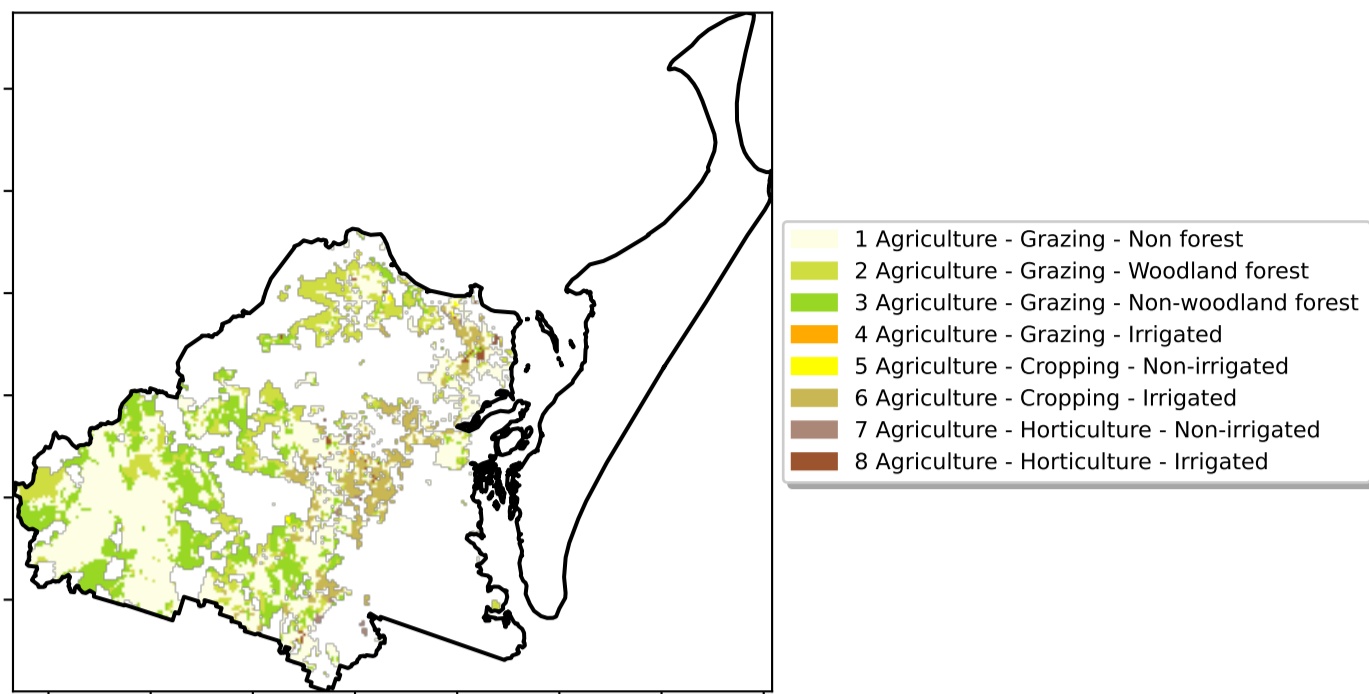 1 Agriculture - Grazing - Non forest
2 Agriculture - Grazing - Woodland forest
3 Agriculture - Grazing - Non-woodland forest
4 Agriculture - Grazing - Irrigated
5 Agriculture - Cropping - Non-irrigated
6 Agriculture - Cropping - Irrigated
7 Agriculture - Horticulture - Non-irrigated
8 Agriculture - Horticulture - Irrigated